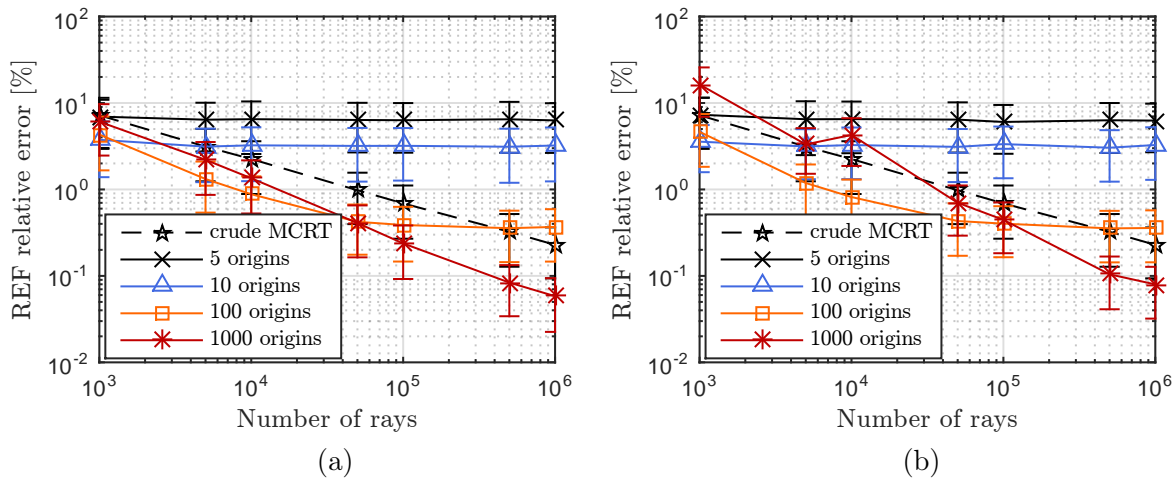 10^2
10^1
10^0
10^-1
10^-2
REF relative error [%]
crude MCRT
5 origins
10 origins
100 origins
1000 origins
10^3
10^4
10^5
10^6
Number of rays
(a)
10^2
10^1
10^0
10^-1
10^-2
REF relative error [%]
crude MCRT
5 origins
10 origins
100 origins
1000 origins
10^3
10^4
10^5
10^6
Number of rays
(b)